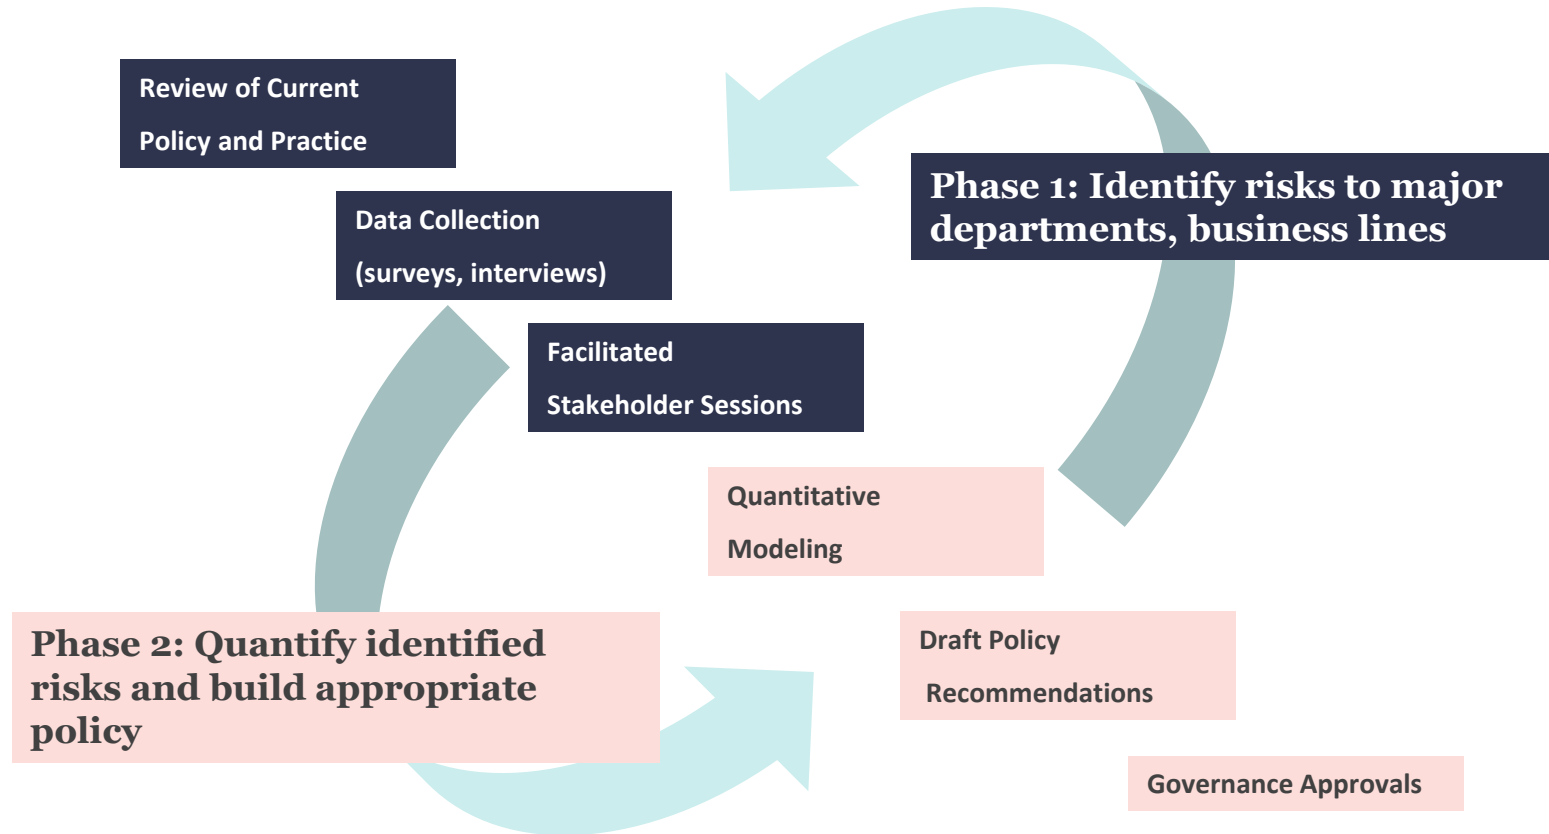 Review of Current
Policy and Practice
Phase 1: Identify risks to major
departments, business lines
Data Collection
(surveys, interviews)
Facilitated
Stakeholder Sessions
Quantitative
Modeling
Phase 2: Quantify identified
risks and build appropriate
policy
Draft Policy
Recommendations
Governance Approvals